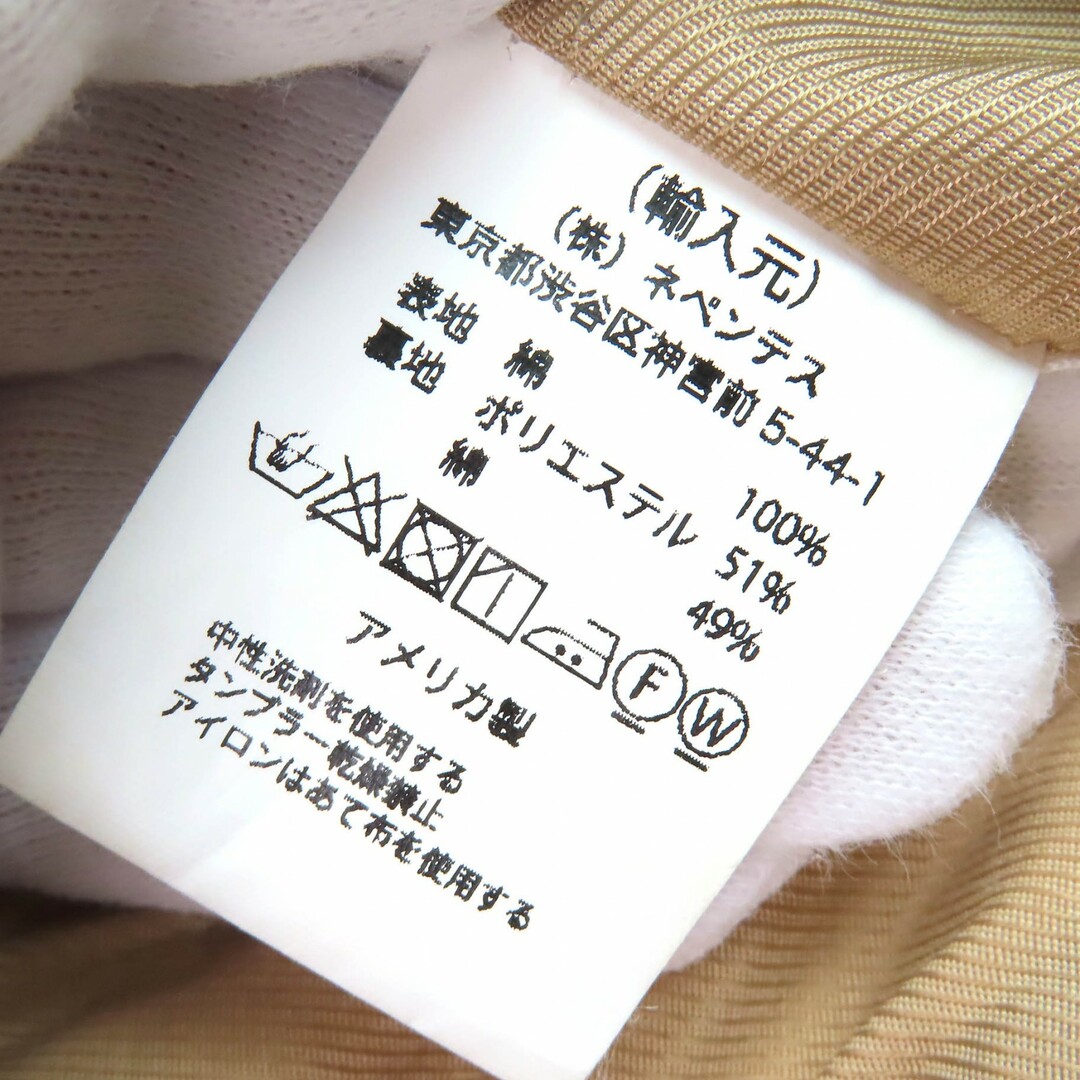 (輸入元)
(株) ネペンテス
東京都渋谷区神宮前5-44-1
表地 綿 100%
裏地 ポリエステル 51%
綿 49%
F W
アメリカ製
中性洗剤を使用する
タンブラー乾燥禁止
アイロンはあて布を使用する